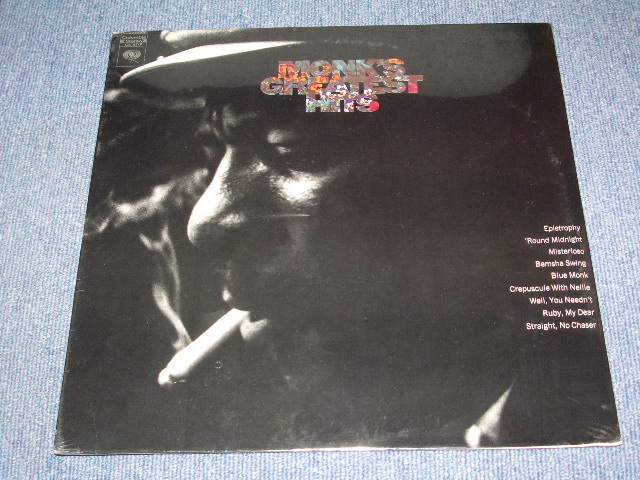 Columbia
MONK'S
GREATEST
HITS
Epistrophy
'Round Midnight
Misterioso
Bemsha Swing
Blue Monk
Crepuscule With Nellie
Well, You Needn't
Ruby, My Dear
Straight, No Chaser